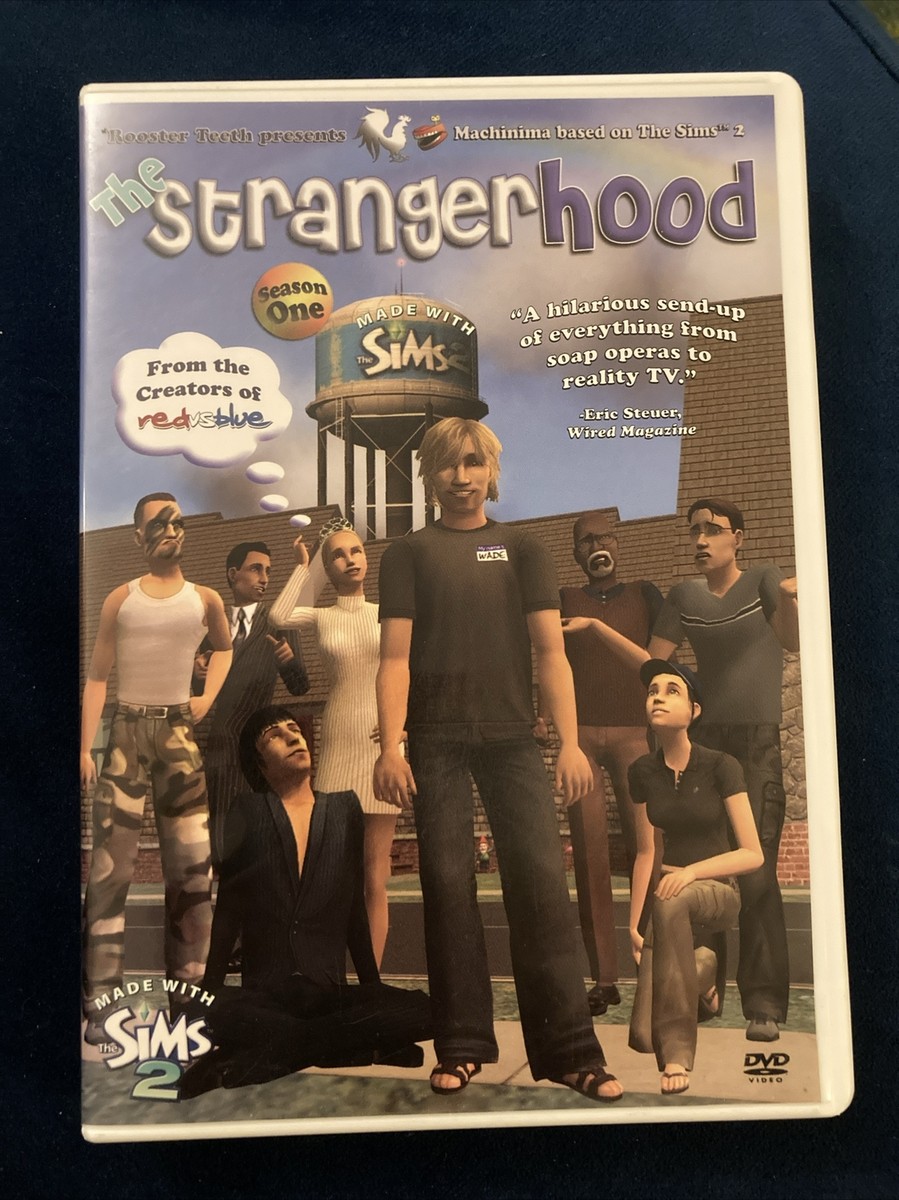 Rooster Teeth presents
Machinima based on The Sims™ 2
The
strangerhood
Season
One
MADE WITH
The SiMs 2
"A hilarious send-up
of everything from
soap operas to
reality TV."
-Eric Steuer,
Wired Magazine
From the
Creators of
redvsblue
My name is
WADE
MADE WITH
The SiMs
2
DVD
VIDEO